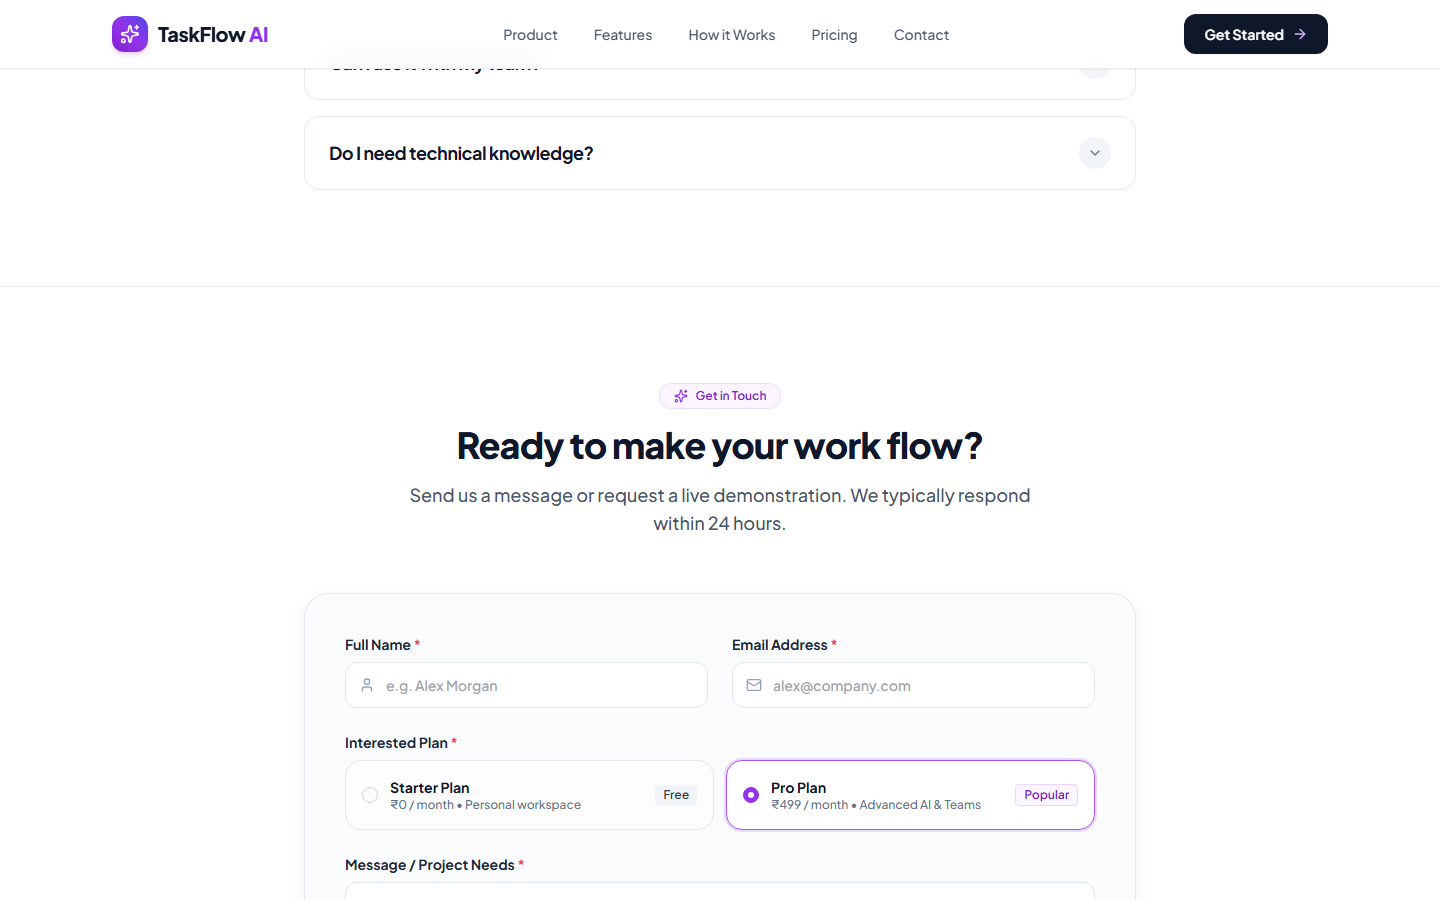 TaskFlow AI
Product
Features
How it Works
Pricing
Contact
Get Started
Do I need technical knowledge?
Get in Touch
Ready to make your work flow?
Send us a message or request a live demonstration. We typically respond
within 24 hours.
Full Name *
Email Address *
e.g. Alex Morgan
alex@company.com
Interested Plan *
Starter Plan
₹0 / month • Personal workspace
Free
Pro Plan
₹499 / month • Advanced AI & Teams
Popular
Message / Project Needs *